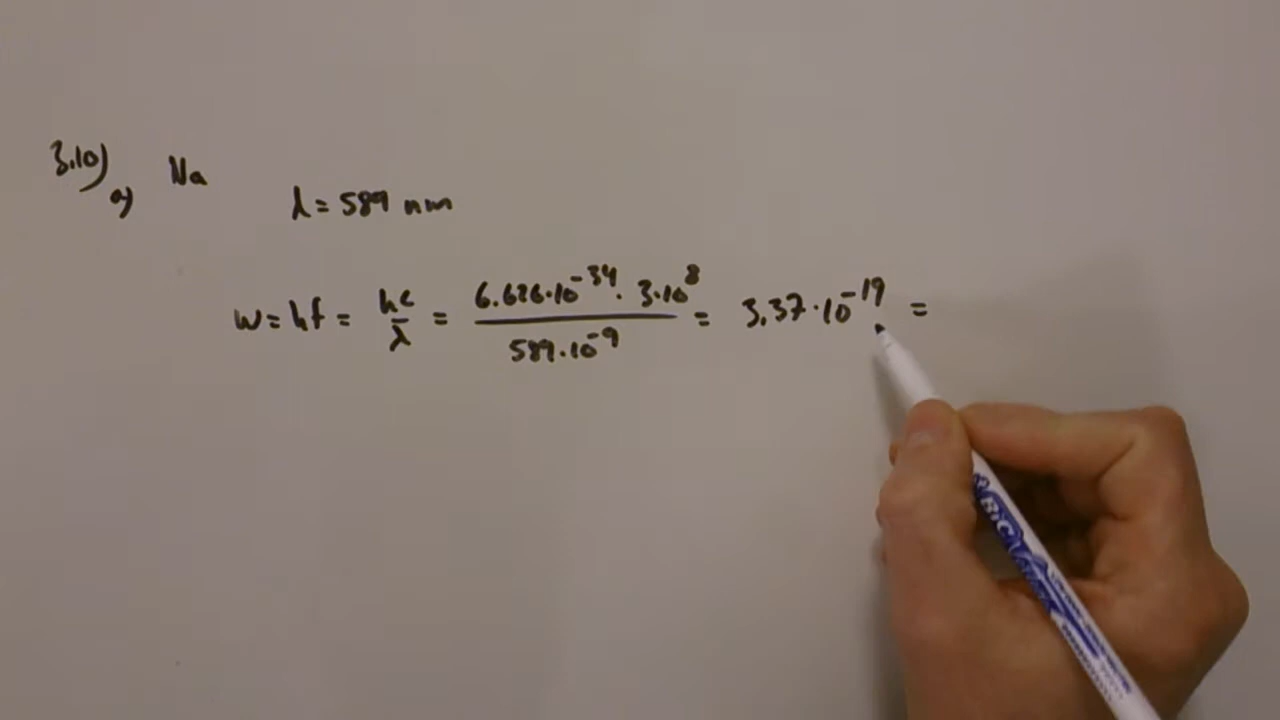 3.10) Na
a) λ = 589 nm
W = hf = hc/λ = 6.626·10⁻³⁴ · 3·10⁸ / 589·10⁻⁹ = 3.37·10⁻¹⁹ =
BIC